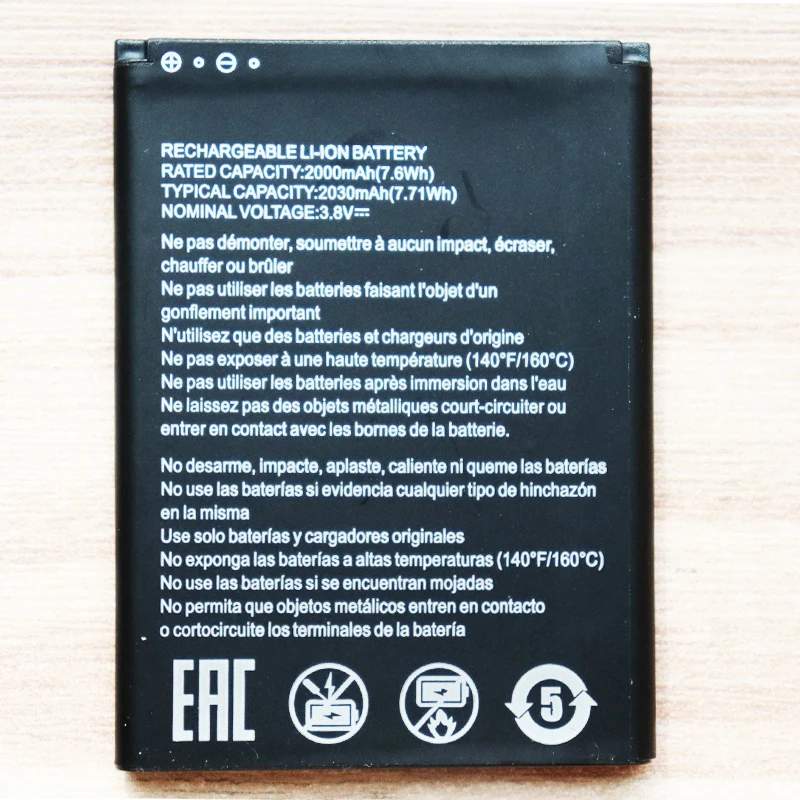 RECHARGEABLE LI-ION BATTERY
RATED CAPACITY:2000mAh(7.6Wh)
TYPICAL CAPACITY:2030mAh(7.71Wh)
NOMINAL VOLTAGE:3.8V⎓
Ne pas démonter, soumettre à aucun impact, écraser,
chauffer ou brûler
Ne pas utiliser les batteries faisant l'objet d'un
gonflement important
N'utilisez que des batteries et chargeurs d'origine
Ne pas exposer à une haute température (140°F/160°C)
Ne pas utiliser les batteries après immersion dans l'eau
Ne laissez pas des objets métalliques court-circuiter ou
entrer en contact avec les bornes de la batterie.
No desarme, impacte, aplaste, caliente ni queme las baterías
No use las baterías si evidencia cualquier tipo de hinchazón
en la misma
Use solo baterías y cargadores originales
No exponga las baterías a altas temperaturas (140°F/160°C)
No use las baterías si se encuentran mojadas
No permita que objetos metálicos entren en contacto
o cortocircuite los terminales de la batería
EAC 5